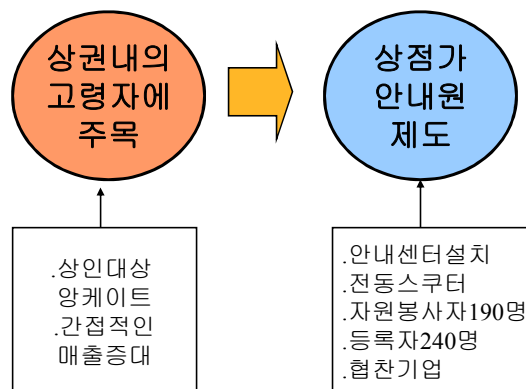 상권내의
고령자에
주목
상점가
안내원
제도
.상인대상
앙케이트
.간접적인
매출증대
.안내센터설치
.전동스쿠터
.자원봉사자190명
.등록자240명
.협찬기업